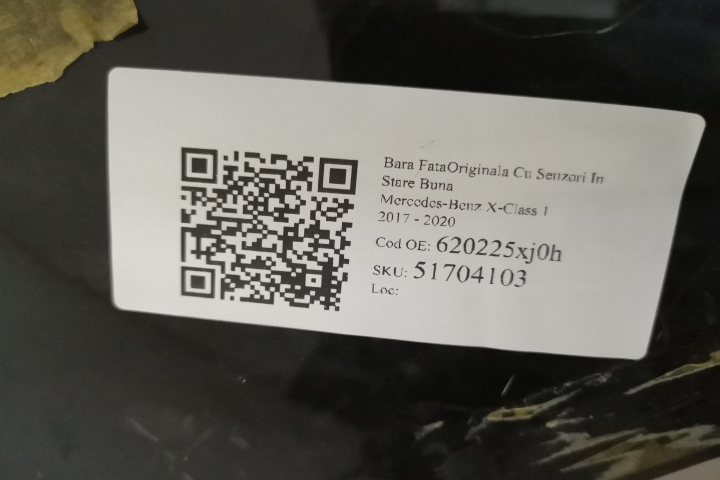 Bara FataOriginala Cu Senzori In
Stare Buna
Mercedes-Benz X-Class 1
2017 - 2020
Cod OE: 620225xj0h
SKU: 51704103
Loc: